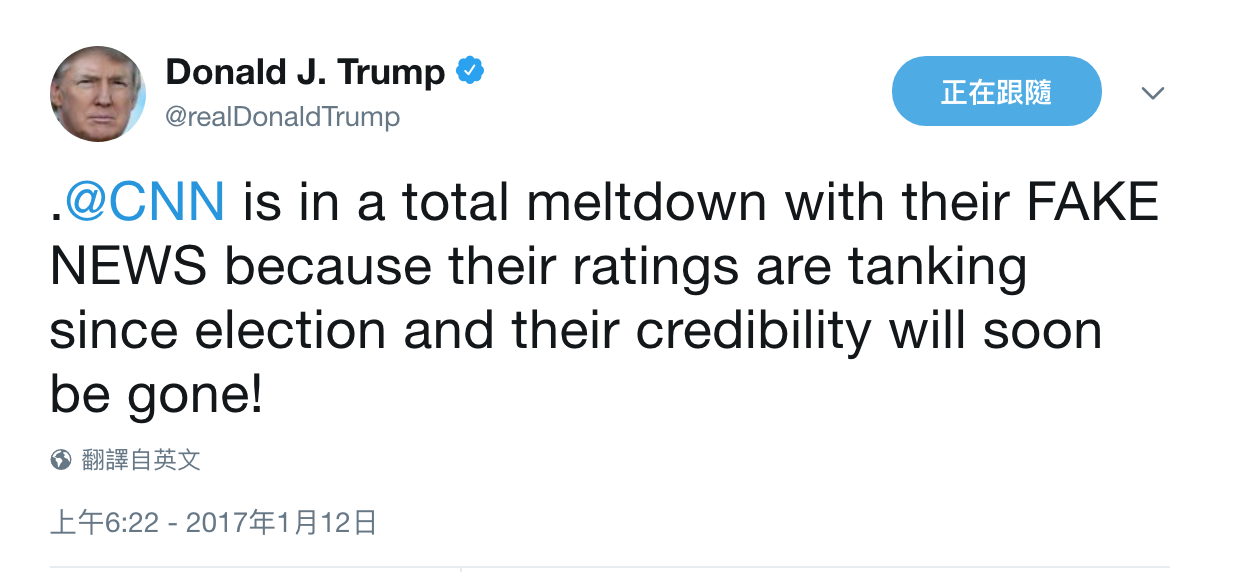 Donald J. Trump
@realDonaldTrump
正在跟隨
.@CNN is in a total meltdown with their FAKE
NEWS because their ratings are tanking
since election and their credibility will soon
be gone!
翻譯自英文
上午6:22 - 2017年1月12日